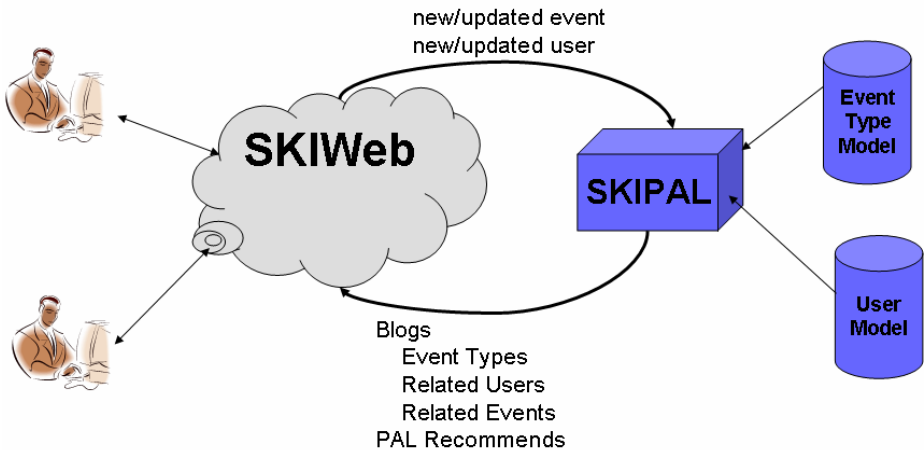 new/updated event
new/updated user
SKIWeb
SKIPAL
Event
Type
Model
User
Model
Blogs
Event Types
Related Users
Related Events
PAL Recommends